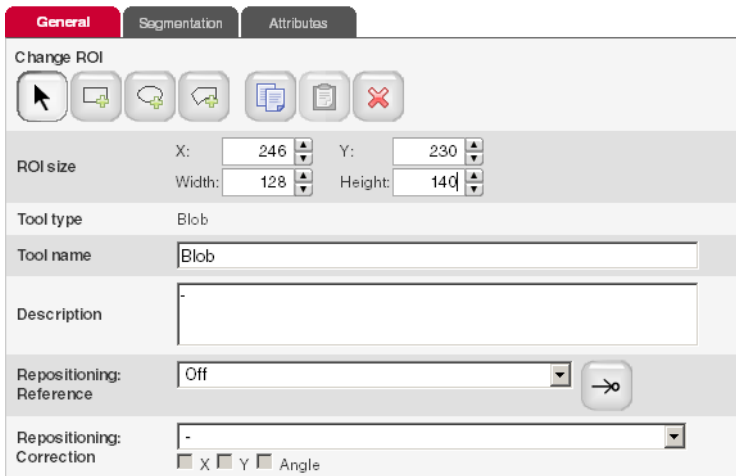 General Segmentation Attributes
Change ROI
ROI size X: 246 Y: 230
Width: 128 Height: 140
Tool type Blob
Tool name Blob
Description -
Repositioning: Reference Off
Repositioning: Correction -
X Y Angle